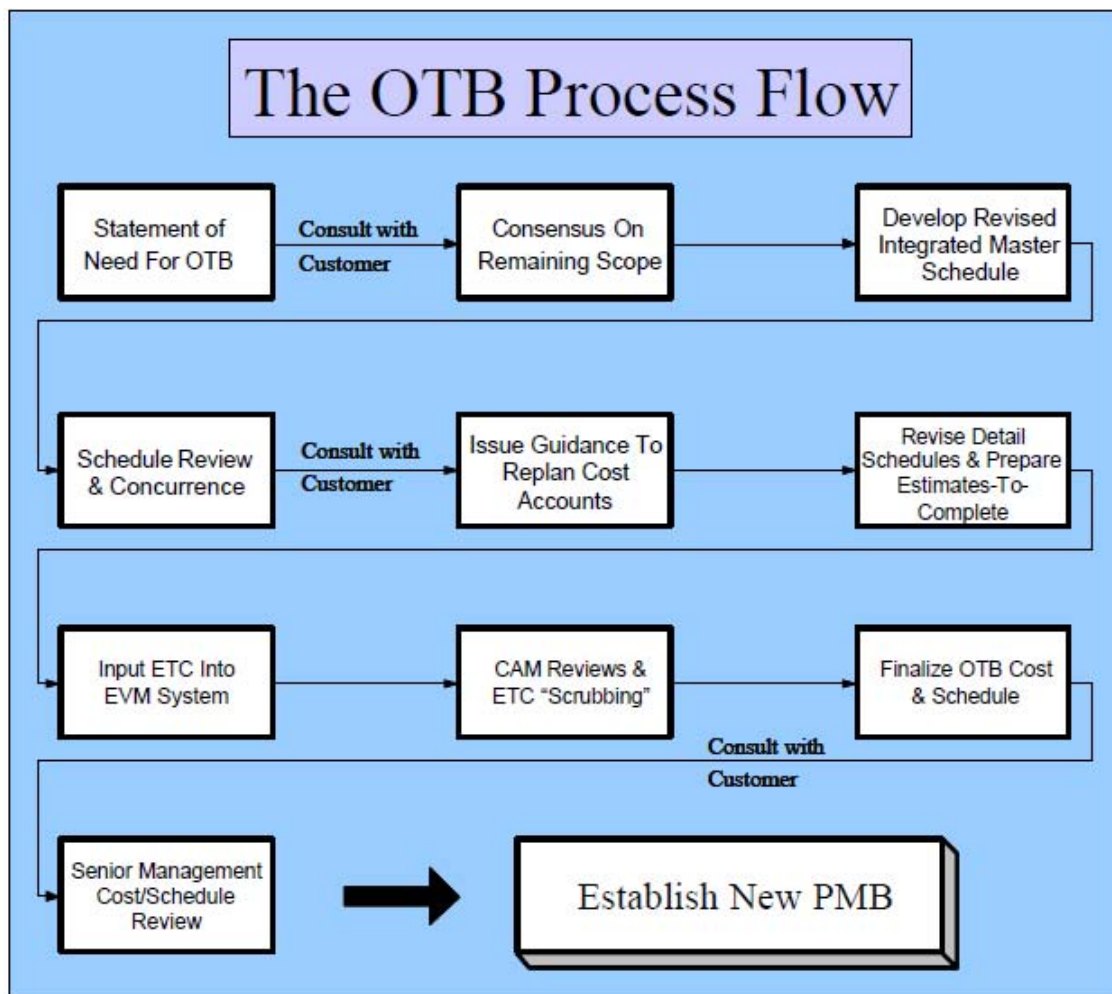 The OTB Process Flow
Statement of
Need For OTB
Consult with
Customer
Consensus On
Remaining Scope
Develop Revised
Integrated Master
Schedule
Schedule Review
& Concurrence
Consult with
Customer
Issue Guidance To
Replan Cost
Accounts
Revise Detail
Schedules & Prepare
Estimates-To-
Complete
Input ETC Into
EVM System
CAM Reviews &
ETC “Scrubbing”
Finalize OTB Cost
& Schedule
Consult with
Customer
Senior Management
Cost/Schedule
Review
Establish New PMB